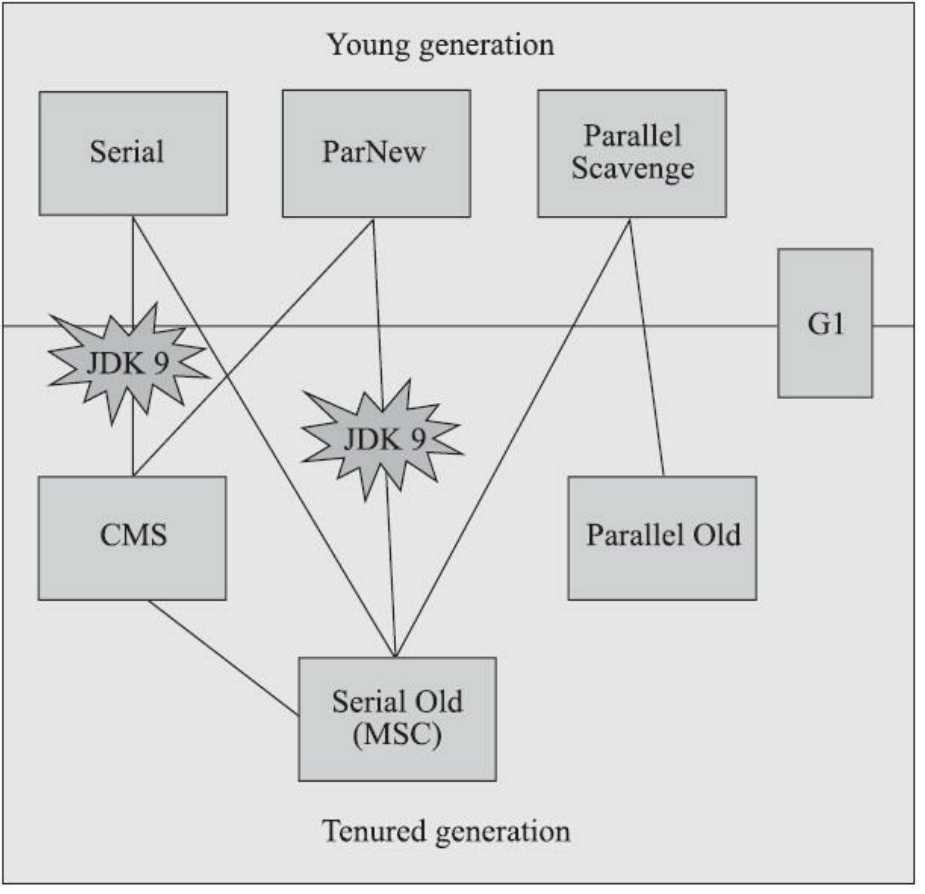 Young generation
Serial
ParNew
Parallel
Scavenge
G1
JDK 9
JDK 9
CMS
Parallel Old
Serial Old
(MSC)
Tenured generation